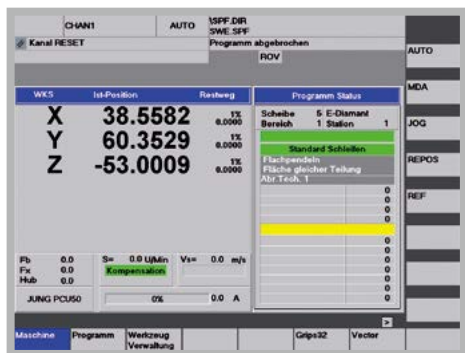 CHAN1 AUTO \SPF.DIR
SWE.SPF
Kanal RESET Programm abgebrochen
ROV
AUTO
MDA
JOG
REPOS
REF
WKS Ist-Position Restweg
X 38.5582 1%
0.0000
Y 60.3529 1%
0.0000
Z -53.0009 1%
0.0000
Programm Status
Scheibe 5 E-Diamant
Bereich 1 Station 1
Standard Schleifen
Flachpendeln
Fläche gleicher Teilung
Abr.Tech. 1
0
0
0
0
0
0
0
0
0
Fb 0.0 S= 0.0 U/Min Vs= 0.0 m/s
Fx 0.0 Kompensation
Hub 0.0
JUNG PCU50 0% 0.0 A
Maschine Programm Werkzeug Verwaltung Grips32 Vector